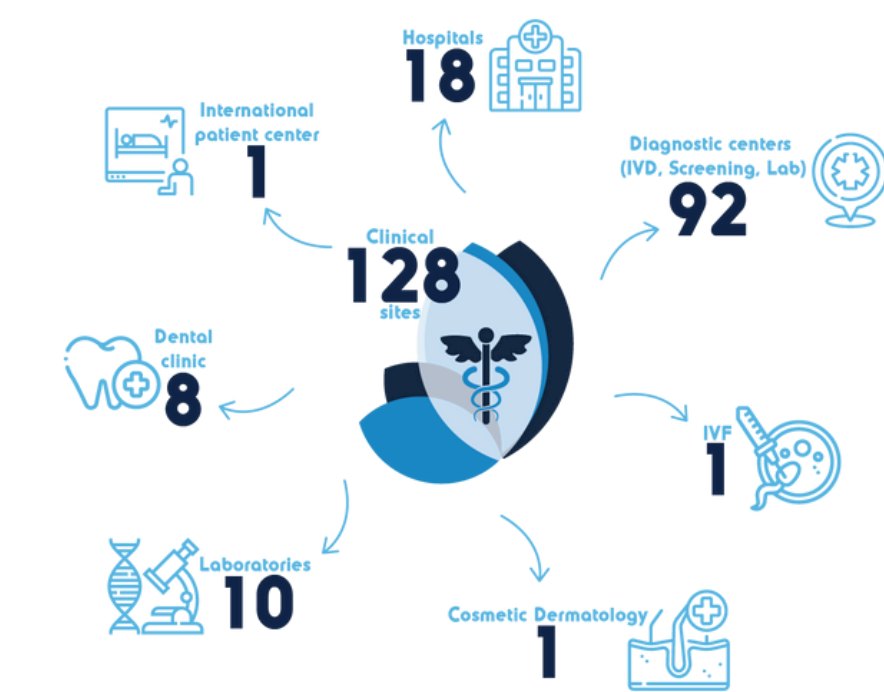 Hospitals
18
International
patient center
1
Diagnostic centers
(IVD, Screening, Lab)
92
Clinical
128
sites
Dental
clinic
8
IVF
1
Laboratories
10
Cosmetic Dermatology
1